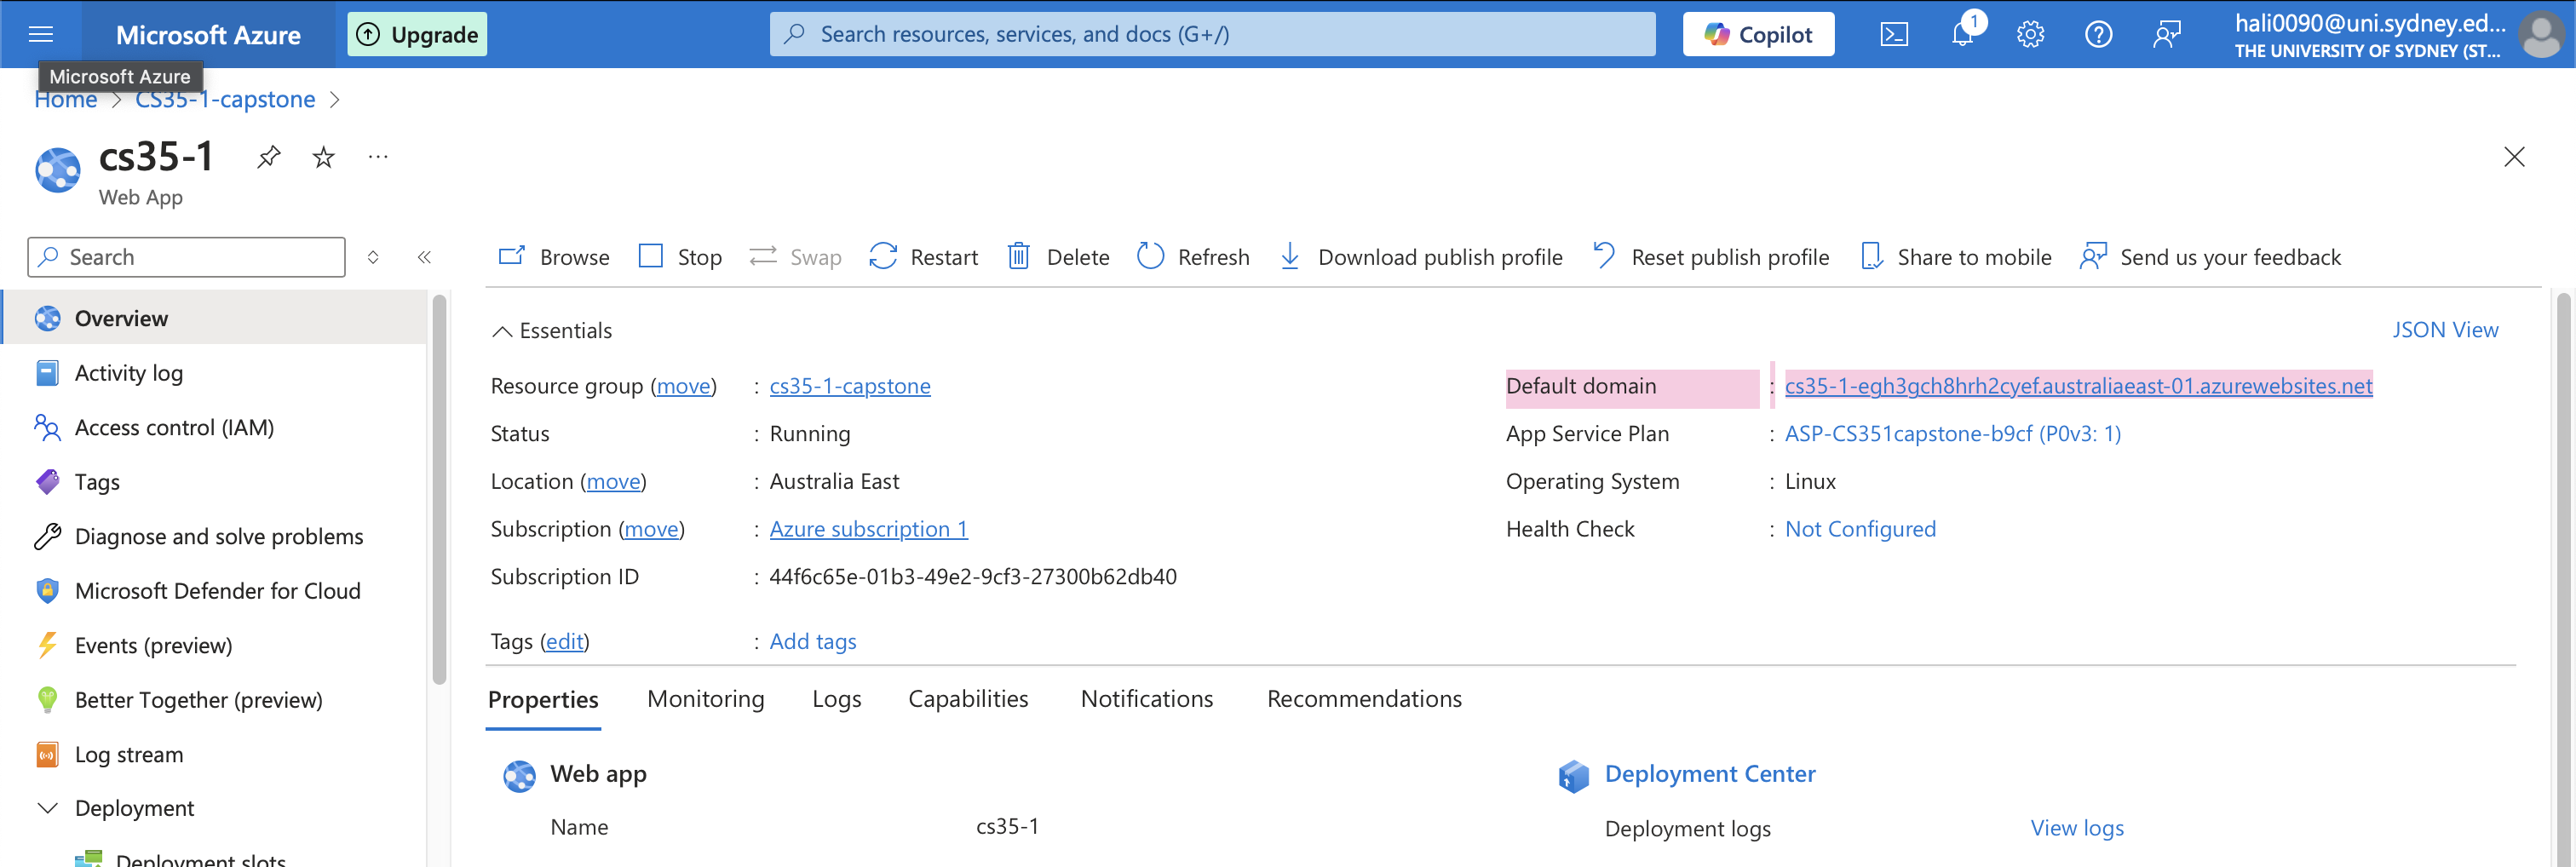 Microsoft Azure
Upgrade
Search resources, services, and docs (G+/)
Copilot
1
hali0090@uni.sydney.ed...
THE UNIVERSITY OF SYDNEY (ST...
Microsoft Azure
Home > CS35-1-capstone >
cs35-1
Web App
Search
Browse
Stop
Swap
Restart
Delete
Refresh
Download publish profile
Reset publish profile
Share to mobile
Send us your feedback
Overview
Activity log
Access control (IAM)
Tags
Diagnose and solve problems
Microsoft Defender for Cloud
Events (preview)
Better Together (preview)
Log stream
Deployment
Deployment slots
Essentials
JSON View
Resource group (move) : cs35-1-capstone
Status : Running
Location (move) : Australia East
Subscription (move) : Azure subscription 1
Subscription ID : 44f6c65e-01b3-49e2-9cf3-27300b62db40
Tags (edit) : Add tags
Default domain : cs35-1-egh3gch8hrh2cyef.australiaeast-01.azurewebsites.net
App Service Plan : ASP-CS351capstone-b9cf (P0v3: 1)
Operating System : Linux
Health Check : Not Configured
Properties
Monitoring
Logs
Capabilities
Notifications
Recommendations
Web app
Name cs35-1
Deployment Center
Deployment logs View logs